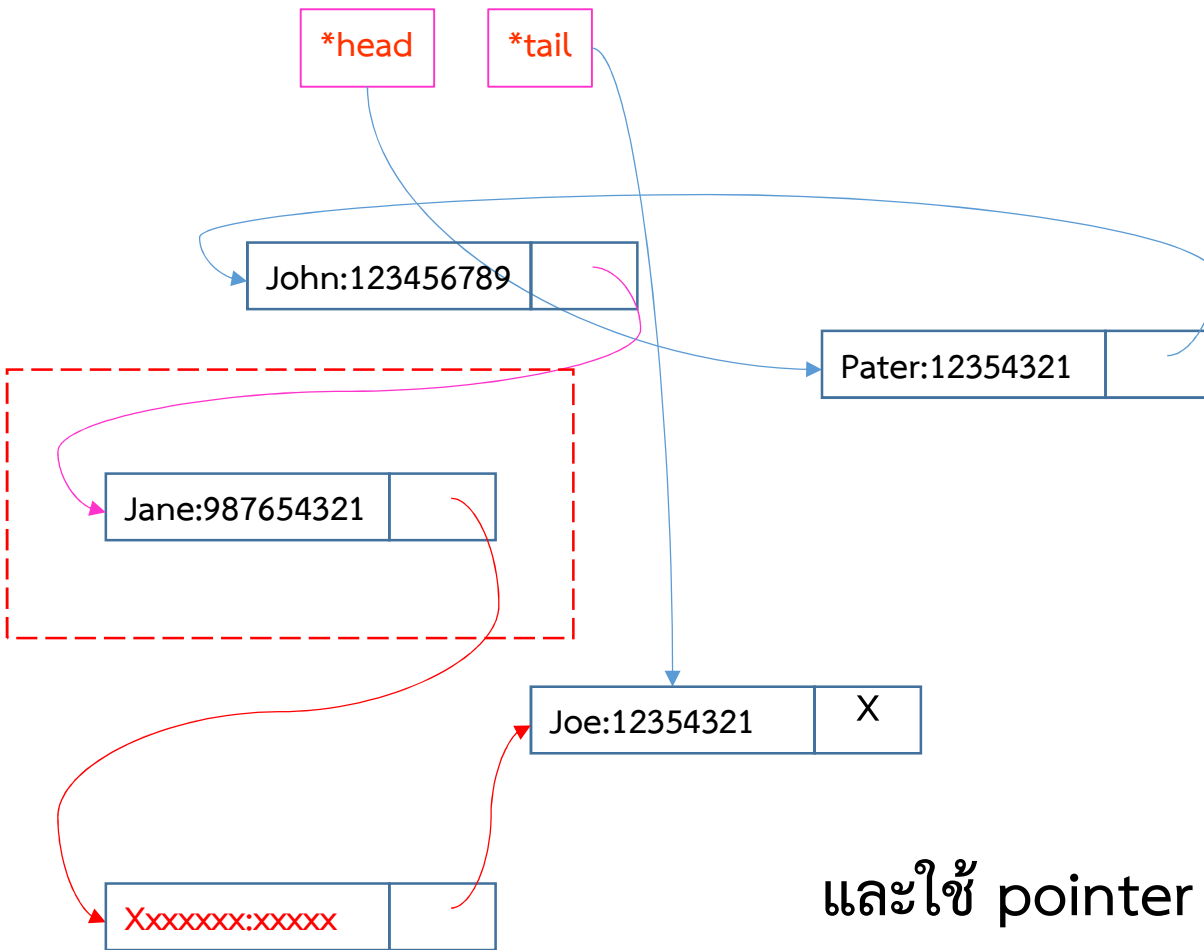 *head
*tail
John:123456789
Pater:12354321
Jane:987654321
Joe:12354321
X
Xxxxxxx:xxxxx
และใช้ pointer